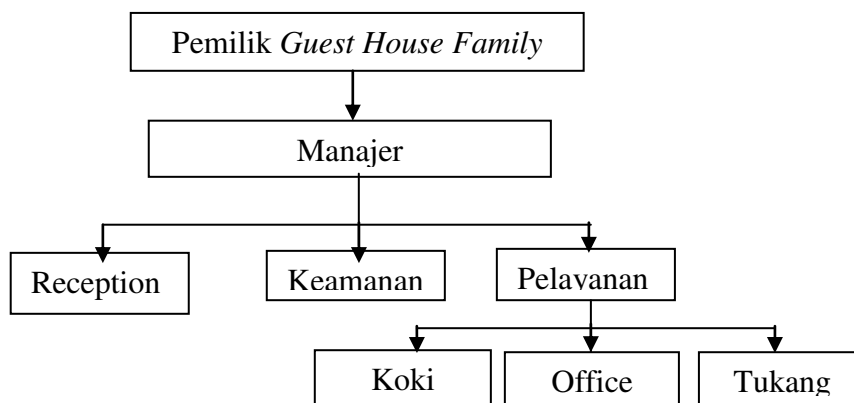 Pemilik Guest House Family
Manajer
Reception
Keamanan
Pelayanan
Koki
Office
Tukang